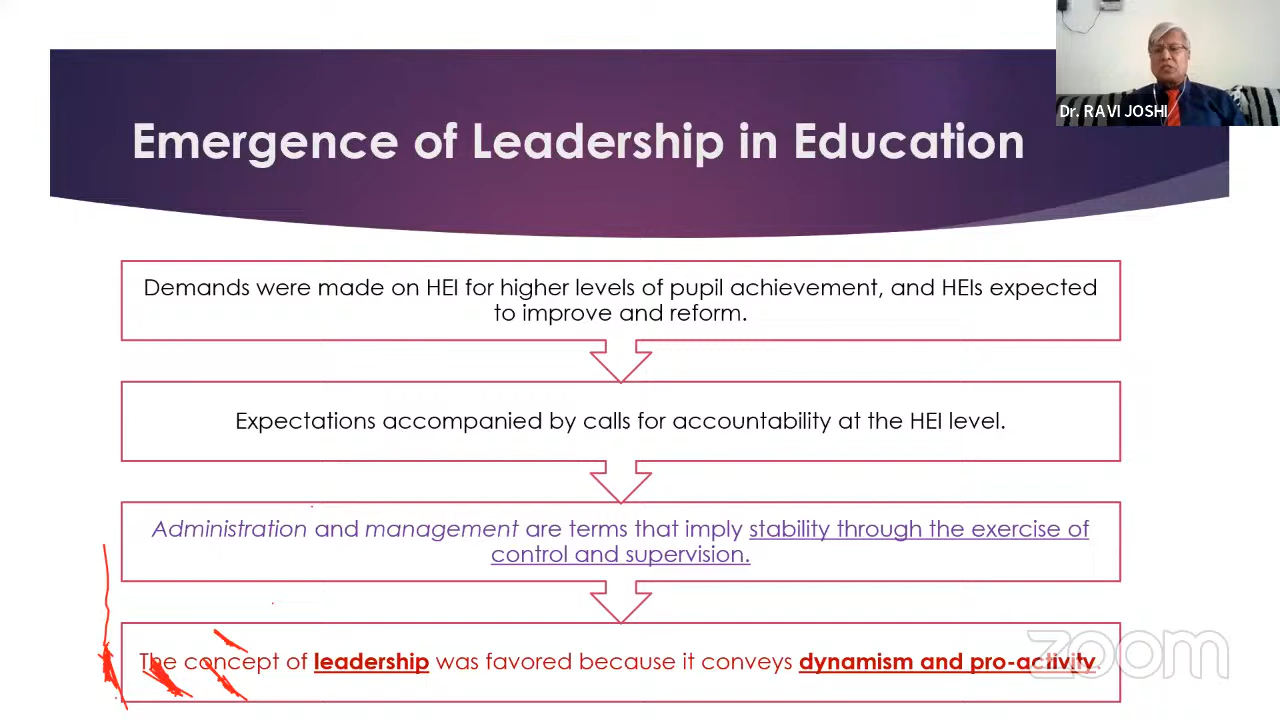 Dr. RAVI JOSHI
Emergence of Leadership in Education
Demands were made on HEI for higher levels of pupil achievement, and HEIs expected
to improve and reform.
Expectations accompanied by calls for accountability at the HEI level.
Administration and management are terms that imply stability through the exercise of
control and supervision.
The concept of leadership was favored because it conveys dynamism and pro-activity.
zoom